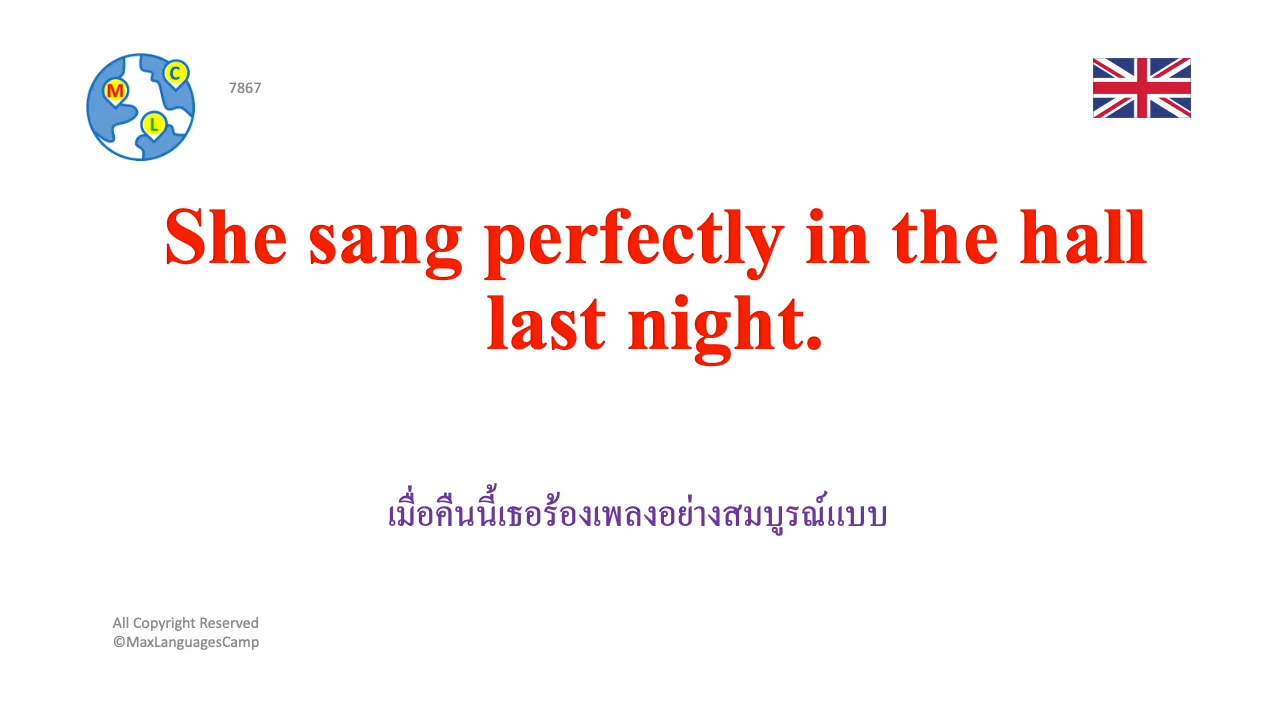 7867
M
C
L
She sang perfectly in the hall
last night.
เมื่อคืนนี้เธอร้องเพลงอย่างสมบูรณ์แบบ
All Copyright Reserved
©MaxLanguagesCamp